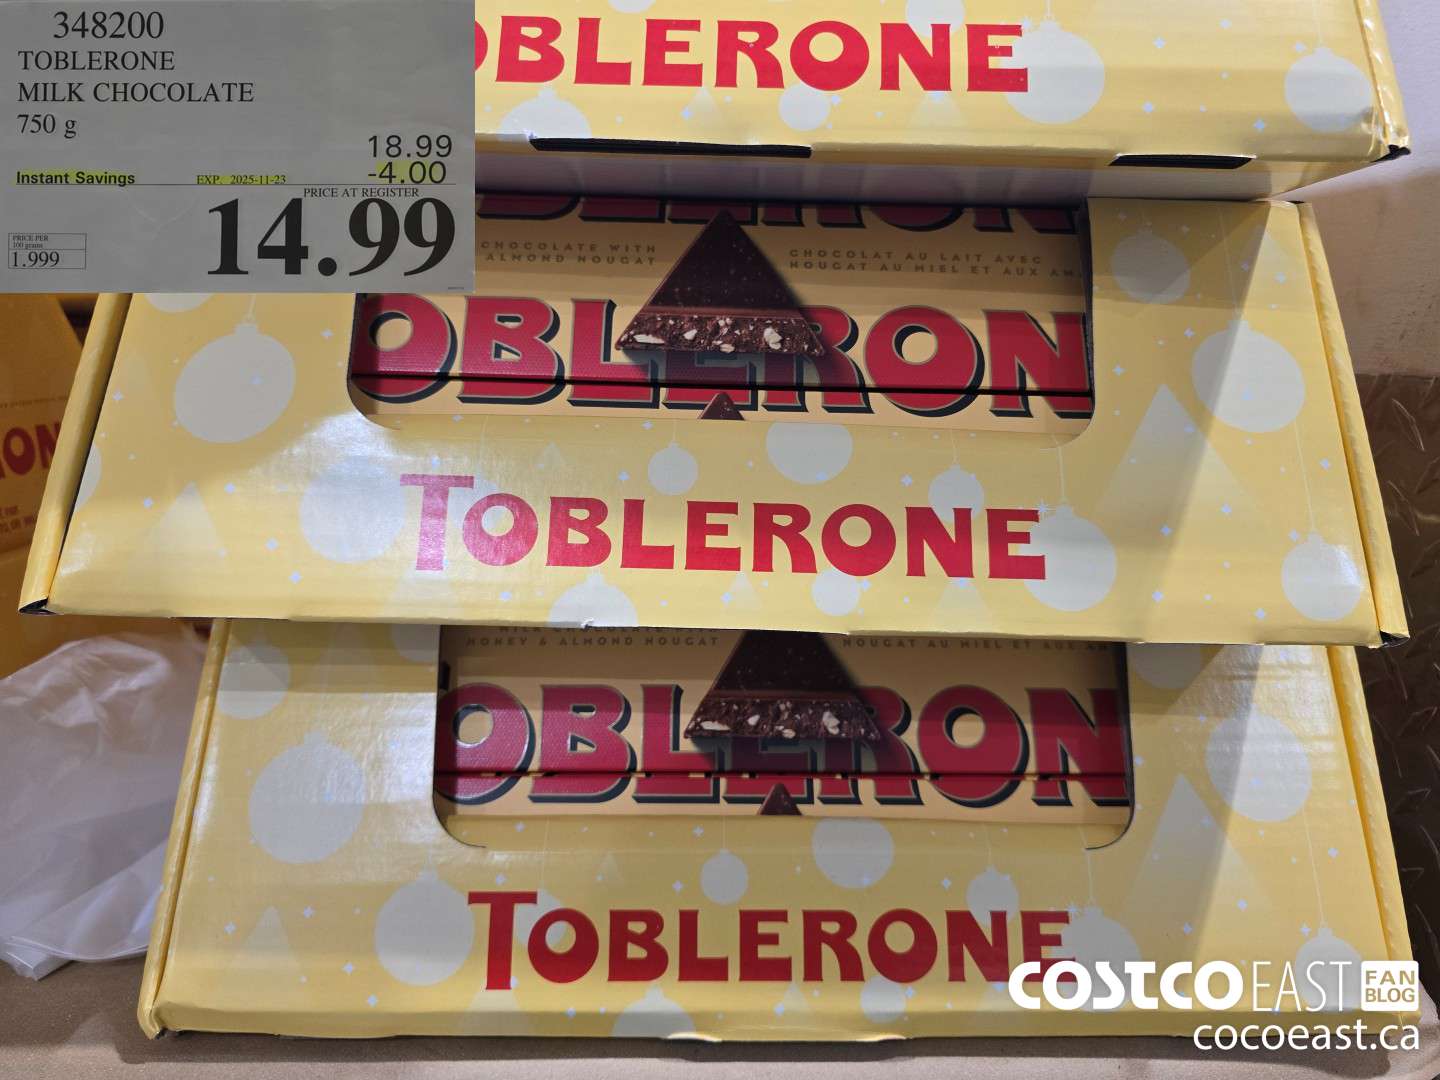 348200
TOBLERONE
MILK CHOCOLATE
750 g
18.99
Instant Savings EXP. 2025-11-23 -4.00
PRICE AT REGISTER
14.99
PRICE PER
100 grams
1.999
OBLERONE
OBLERON
CHOCOLATE WITH
ALMOND NOUGAT
CHOCOLAT AU LAIT AVEC
NOUGAT AU MIEL ET AUX AM
OBLERON
TOBLERONE
ON
HONEY & ALMOND NOUGAT
NOUGAT AU MIEL ET AUX AM
OBLERON
TOBLERONE
COSTCO EAST FAN BLOG
cocoeast.ca